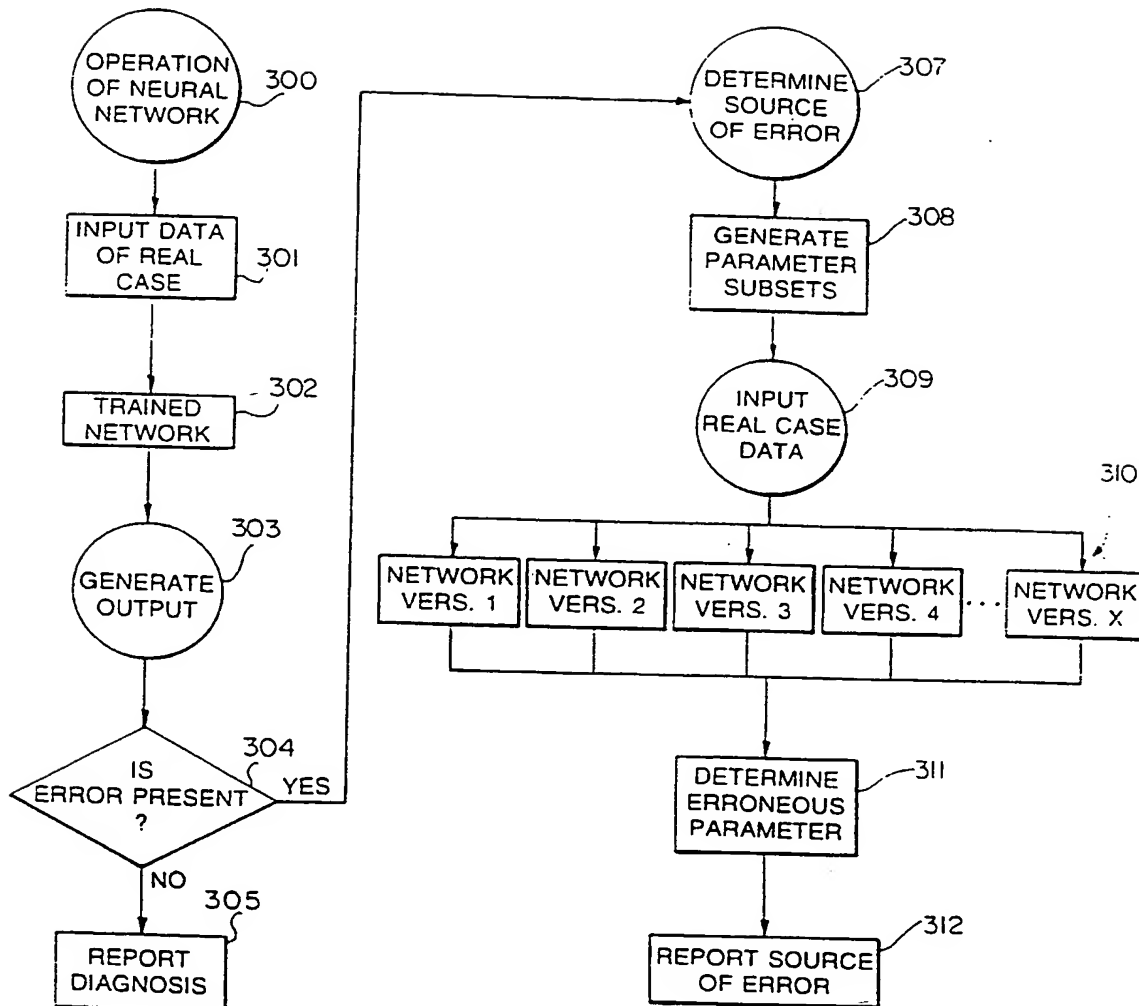 OPERATION
OF NEURAL
NETWORK
300
INPUT DATA
OF REAL
CASE
301
302
TRAINED
NETWORK
303
GENERATE
OUTPUT
304
IS
ERROR PRESENT
?
YES
NO
305
REPORT
DIAGNOSIS
307
DETERMINE
SOURCE
OF ERROR
308
GENERATE
PARAMETER
SUBSETS
309
INPUT
REAL CASE
DATA
310
NETWORK
VERS. 1
NETWORK
VERS. 2
NETWORK
VERS. 3
NETWORK
VERS. 4
...
NETWORK
VERS. X
311
DETERMINE
ERRONEOUS
PARAMETER
312
REPORT SOURCE
OF ERROR